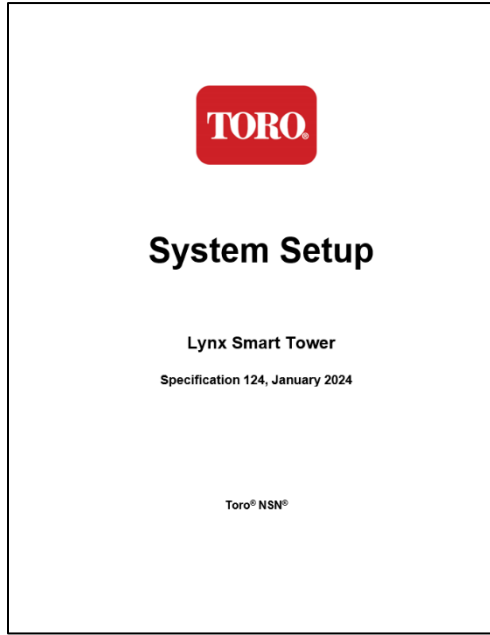 TORO®
System Setup
Lynx Smart Tower
Specification 124, January 2024
Toro® NSN®